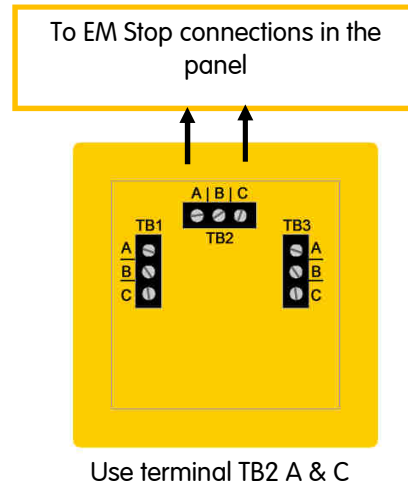 To EM Stop connections in the
panel
A | B | C
TB1
TB2
TB3
A
B
C
A
B
C
Use terminal TB2 A & C